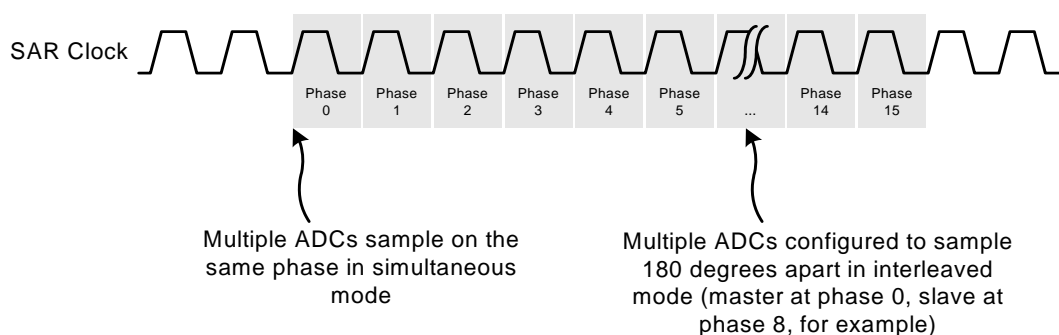 SAR Clock
Phase
0
Phase
1
Phase
2
Phase
3
Phase
4
Phase
5
...
Phase
14
Phase
15
Multiple ADCs sample on the
same phase in simultaneous
mode
Multiple ADCs configured to sample
180 degrees apart in interleaved
mode (master at phase 0, slave at
phase 8, for example)